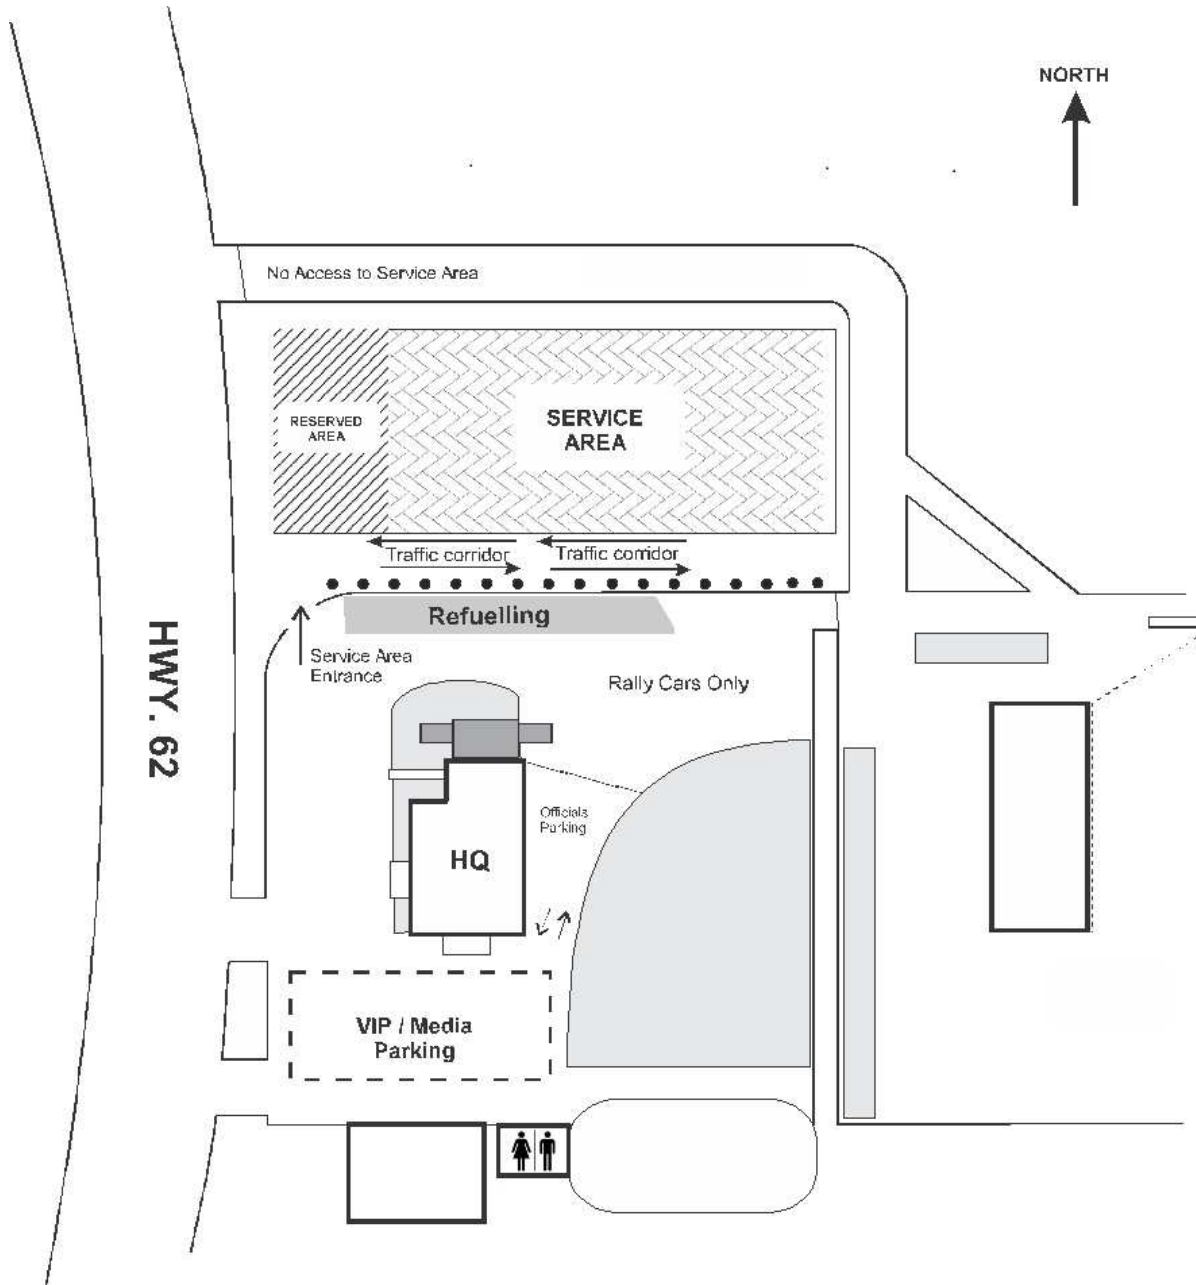 NORTH
No Access to Service Area
RESERVED
AREA
SERVICE
AREA
Traffic corridor
Traffic corridor
Refuelling
Service Area
Entrance
Rally Cars Only
HWY. 62
Officials
Parking
HQ
VIP / Media
Parking